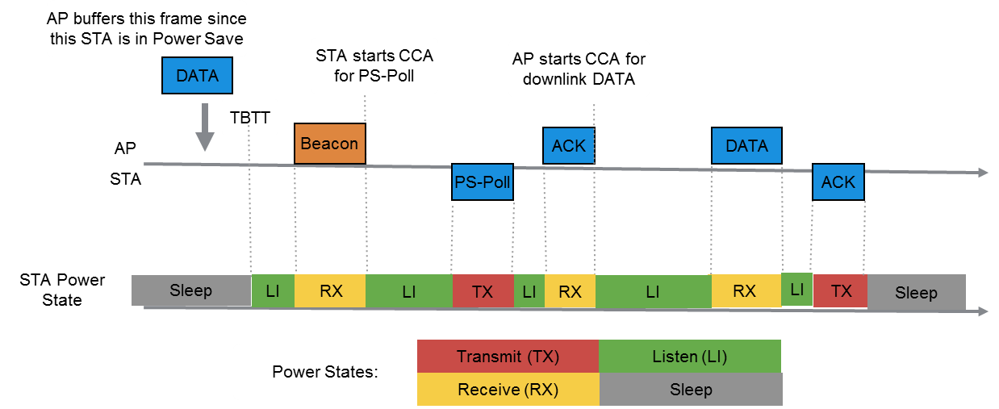 AP buffers this frame since
this STA is in Power Save
DATA
TBTT
STA starts CCA
for PS-Poll
AP starts CCA for
downlink DATA
AP
Beacon
ACK
DATA
STA
PS-Poll
ACK
STA Power
State
Sleep
LI
RX
LI
TX
LI
RX
LI
RX
LI
TX
Sleep
Power States:
Transmit (TX)
Listen (LI)
Receive (RX)
Sleep